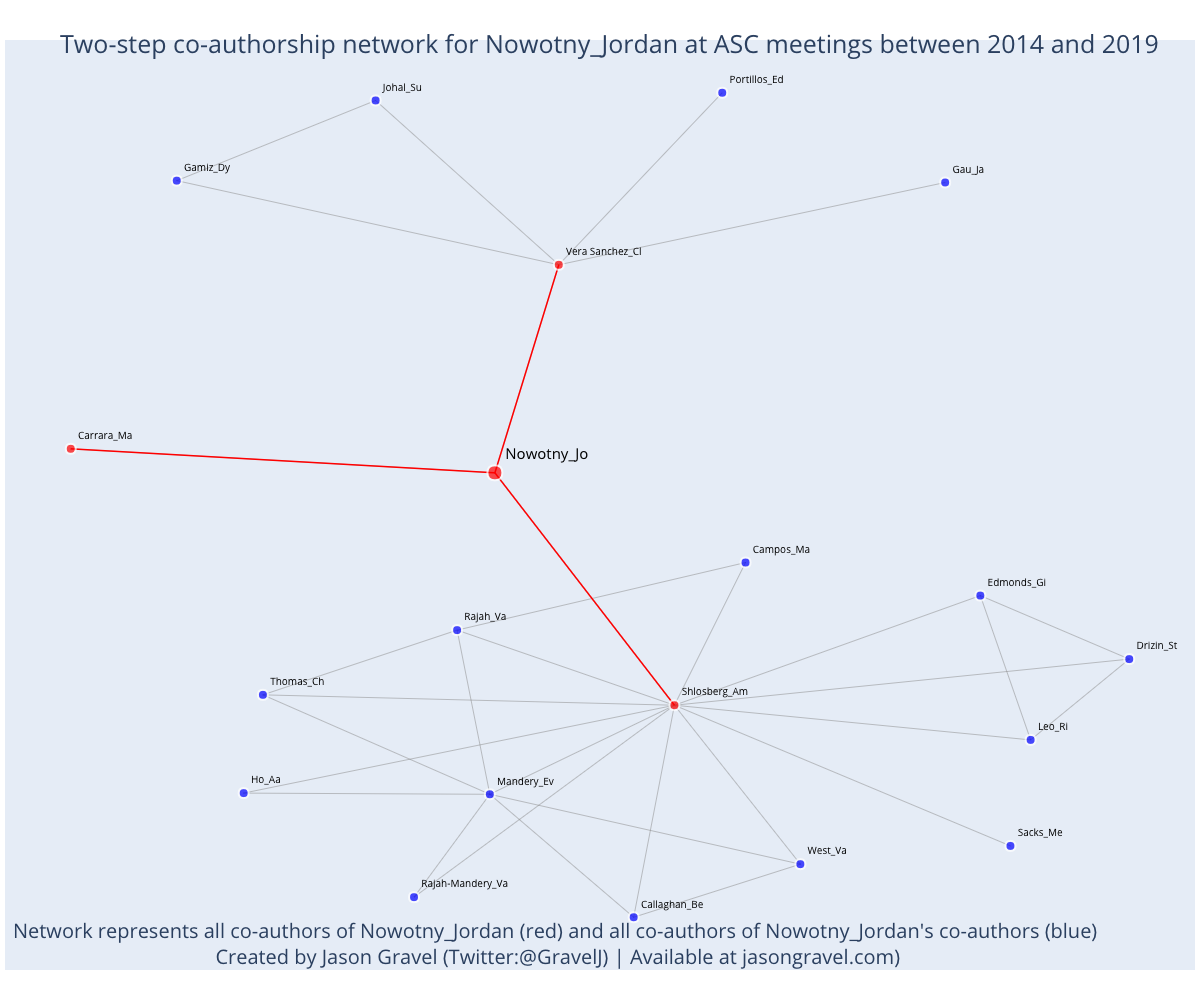 Two-step co-authorship network for Nowotny_Jordan at ASC meetings between 2014 and 2019
Portillos_Ed
Johal_Su
Gamiz_Dy
Gau_Ja
Vera Sanchez_Cl
Carrara_Ma
Nowotny_Jo
Campos_Ma
Edmonds_Gi
Rajah_Va
Drizin_St
Thomas_Ch
Shlosberg_Am
Leo_Ri
Ho_Aa
Mandery_Ev
Sacks_Me
West_Va
Rajah-Mandery_Va
Callaghan_Be
Network represents all co-authors of Nowotny_Jordan (red) and all co-authors of Nowotny_Jordan's co-authors (blue)
Created by Jason Gravel (Twitter:@GravelJ) | Available at jasongravel.com)